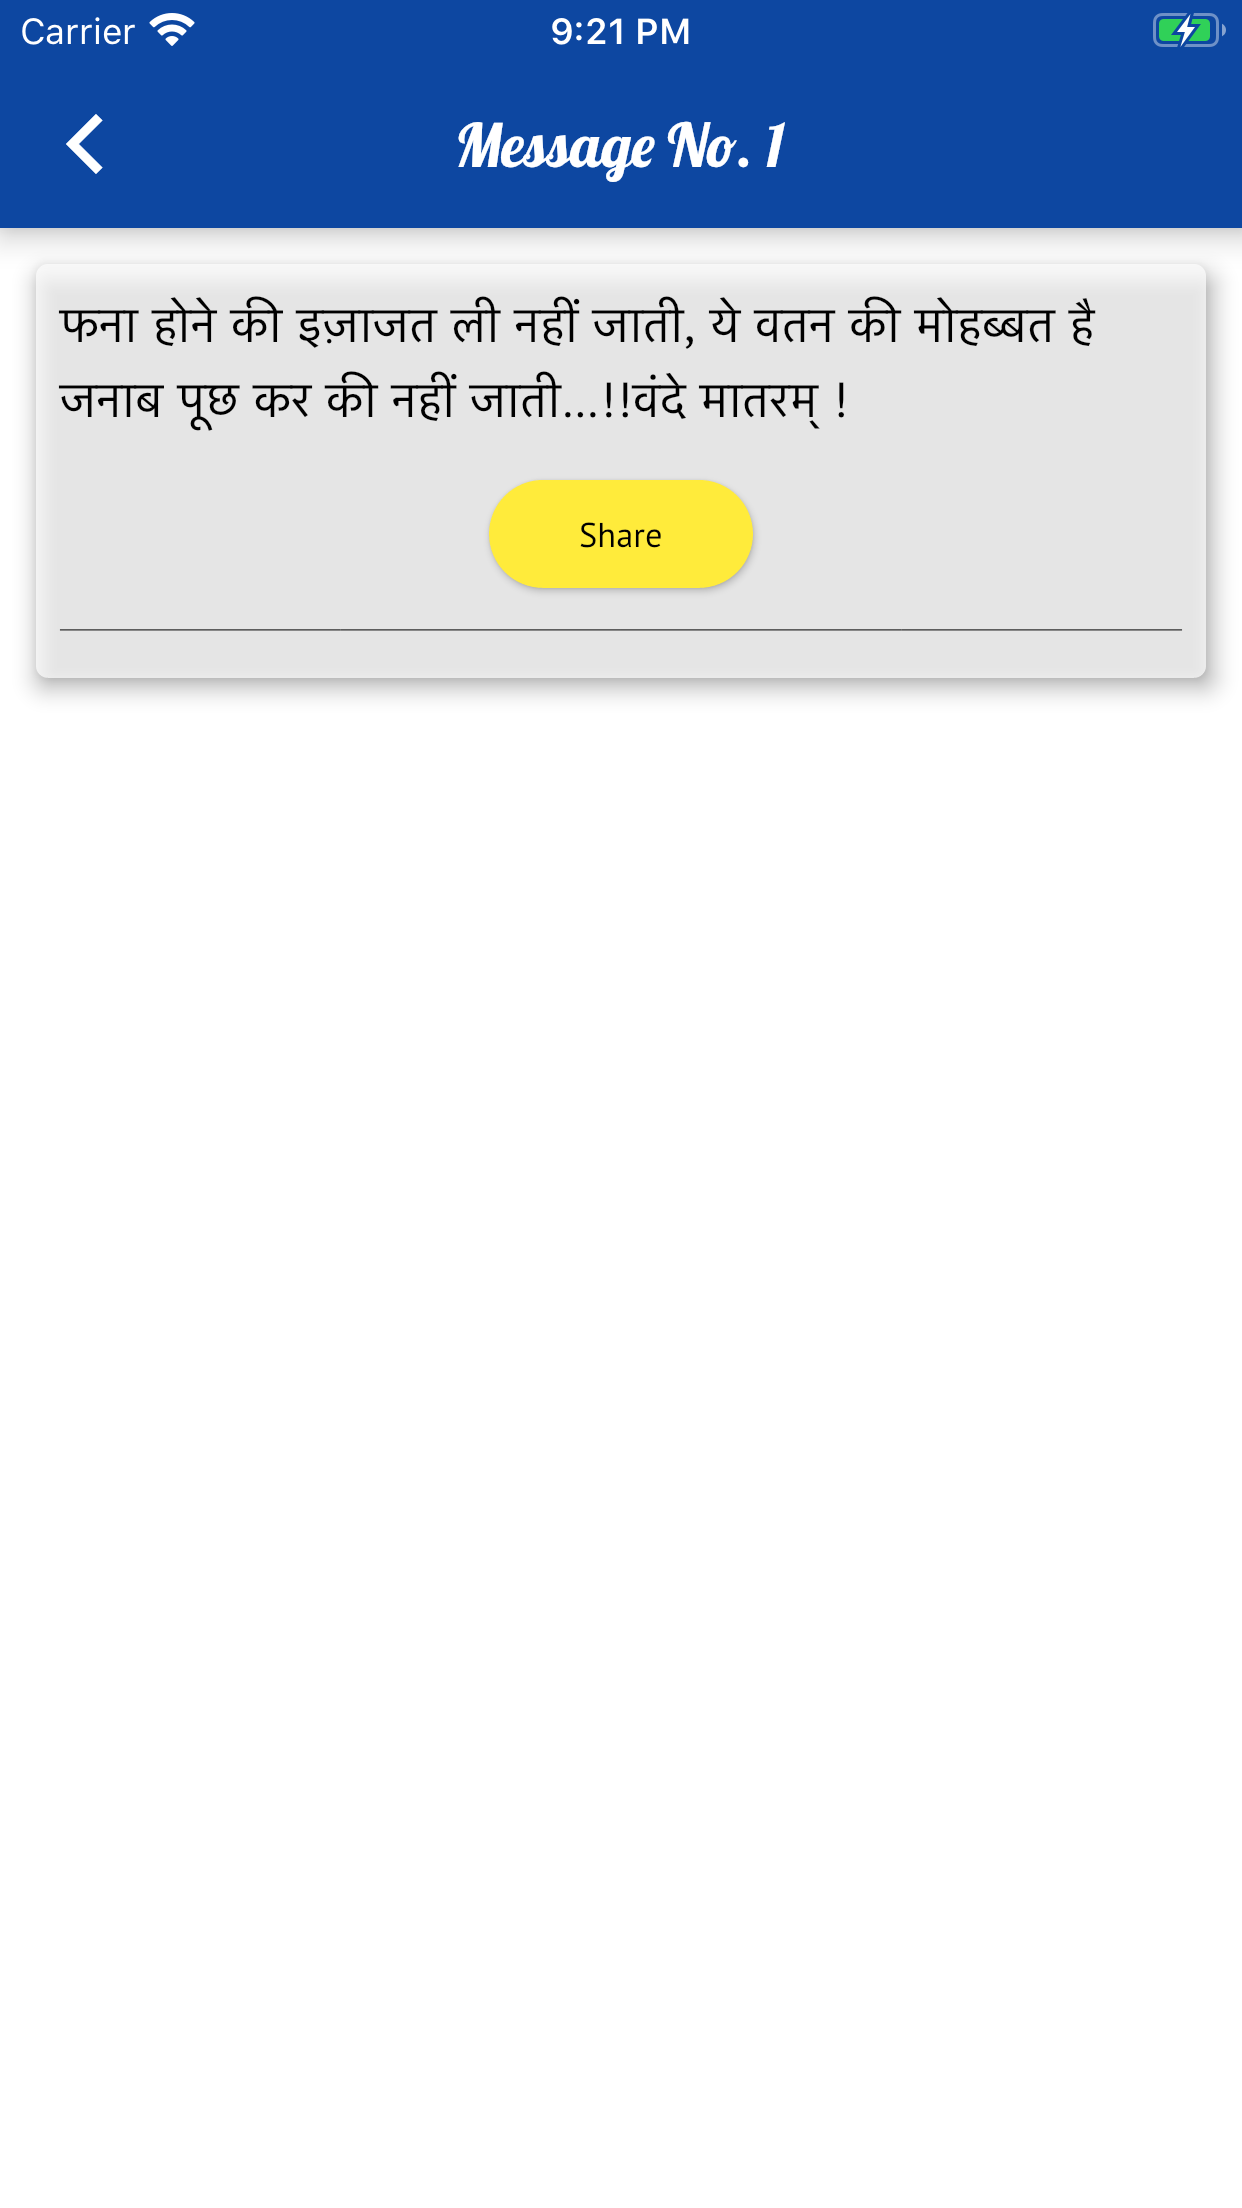 Carrier 9:21 PM
Message No. 1
फना होने की इज़ाजत ली नहीं जाती, ये वतन की मोहब्बत है
जनाब पूछ कर की नहीं जाती...!!वंदे मातरम् !
Share